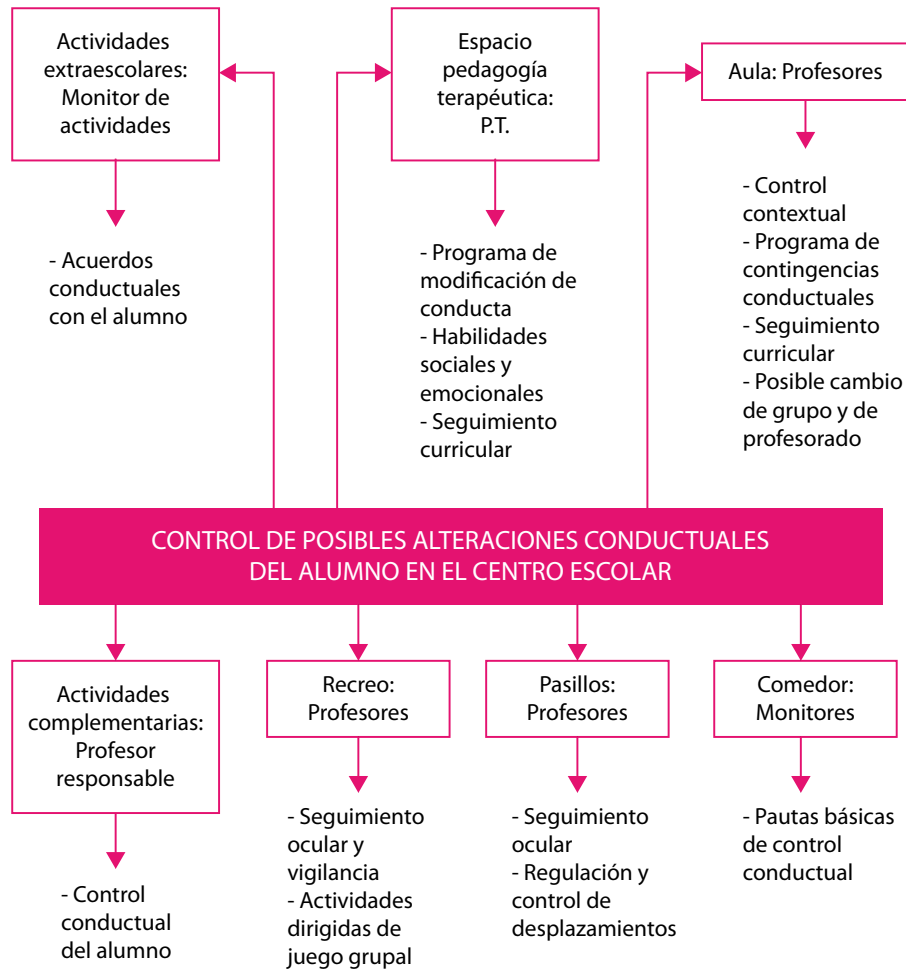 Actividades
extraescolares:
Monitor de
actividades
- Acuerdos
conductuales
con el alumno
Espacio
pedagogía
terapéutica:
P.T.
- Programa de
modificación de
conducta
- Habilidades
sociales y
emocionales
- Seguimiento
curricular
Aula: Profesores
- Control
contextual
- Programa de
contingencias
conductuales
- Seguimiento
curricular
- Posible cambio
de grupo y de
profesorado
CONTROL DE POSIBLES ALTERACIONES CONDUCTUALES
DEL ALUMNO EN EL CENTRO ESCOLAR
Actividades
complementarias:
Profesor
responsable
- Control
conductual
del alumno
Recreo:
Profesores
- Seguimiento
ocular y
vigilancia
- Actividades
dirigidas de
juego grupal
Pasillos:
Profesores
- Seguimiento
ocular
- Regulación y
control de
desplazamientos
Comedor:
Monitores
- Pautas básicas
de control
conductual